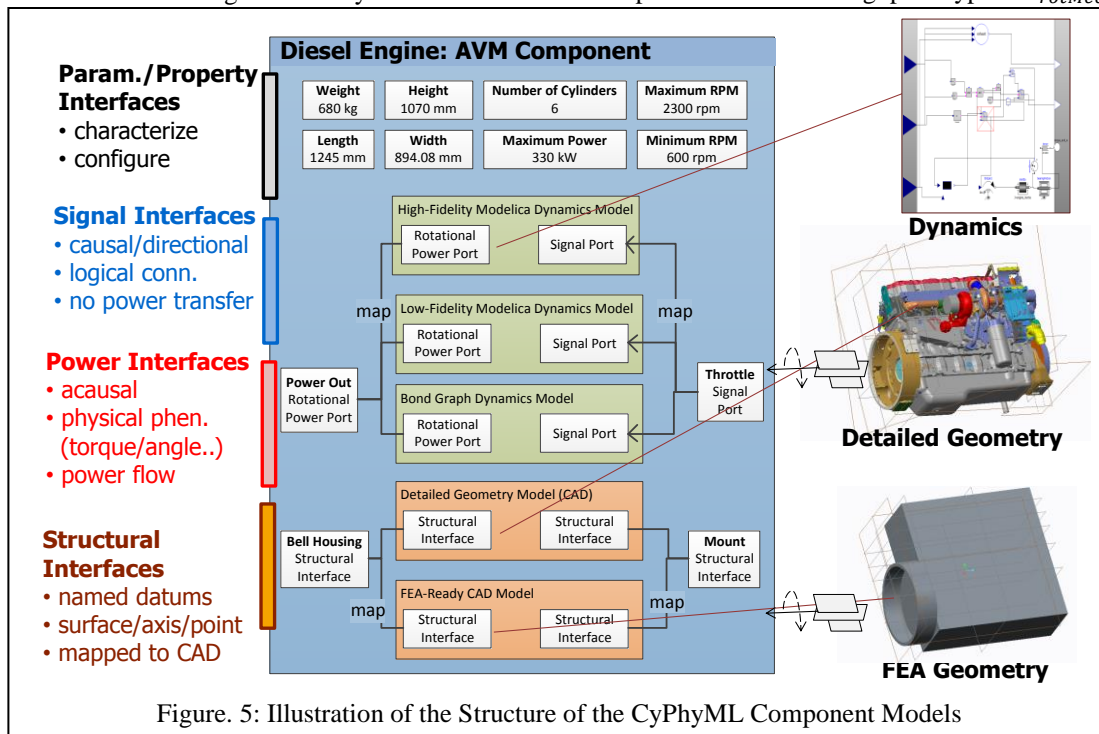 Diesel Engine: AVM Component
Param./Property
Interfaces
• characterize
• configure
Weight
680 kg
Height
1070 mm
Number of Cylinders
6
Maximum RPM
2300 rpm
Length
1245 mm
Width
894.08 mm
Maximum Power
330 kW
Minimum RPM
600 rpm
Signal Interfaces
• causal/directional
• logical conn.
• no power transfer
Power Interfaces
• acausal
• physical phen.
(torque/angle..)
• power flow
Structural
Interfaces
• named datums
• surface/axis/point
• mapped to CAD
High-Fidelity Modelica Dynamics Model
Rotational
Power Port
Signal Port
map
map
Low-Fidelity Modelica Dynamics Model
Rotational
Power Port
Signal Port
Power Out
Rotational
Power Port
Throttle
Signal
Port
Bond Graph Dynamics Model
Rotational
Power Port
Signal Port
Detailed Geometry Model (CAD)
Structural
Interface
Structural
Interface
Bell Housing
Structural
Interface
Mount
Structural
Interface
map
map
FEA-Ready CAD Model
Structural
Interface
Structural
Interface
Dynamics
Detailed Geometry
FEA Geometry
Figure. 5: Illustration of the Structure of the CyPhyML Component Models